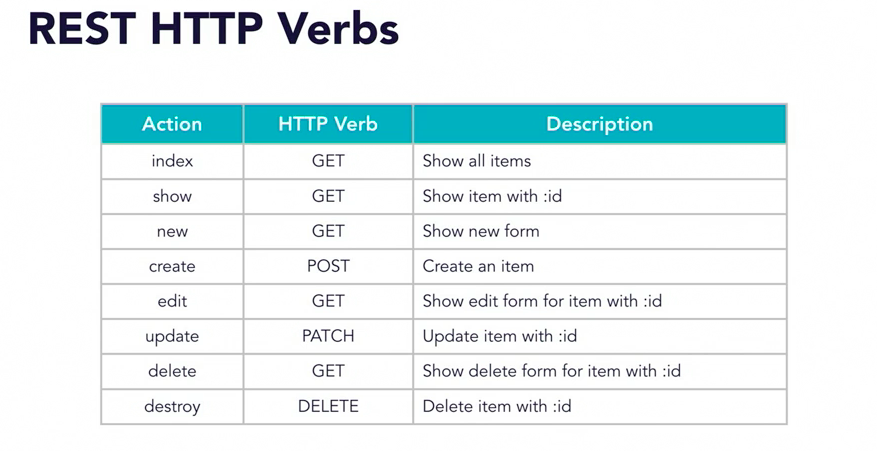 REST HTTP Verbs
Action HTTP Verb Description
index GET Show all items
show GET Show item with :id
new GET Show new form
create POST Create an item
edit GET Show edit form for item with :id
update PATCH Update item with :id
delete GET Show delete form for item with :id
destroy DELETE Delete item with :id